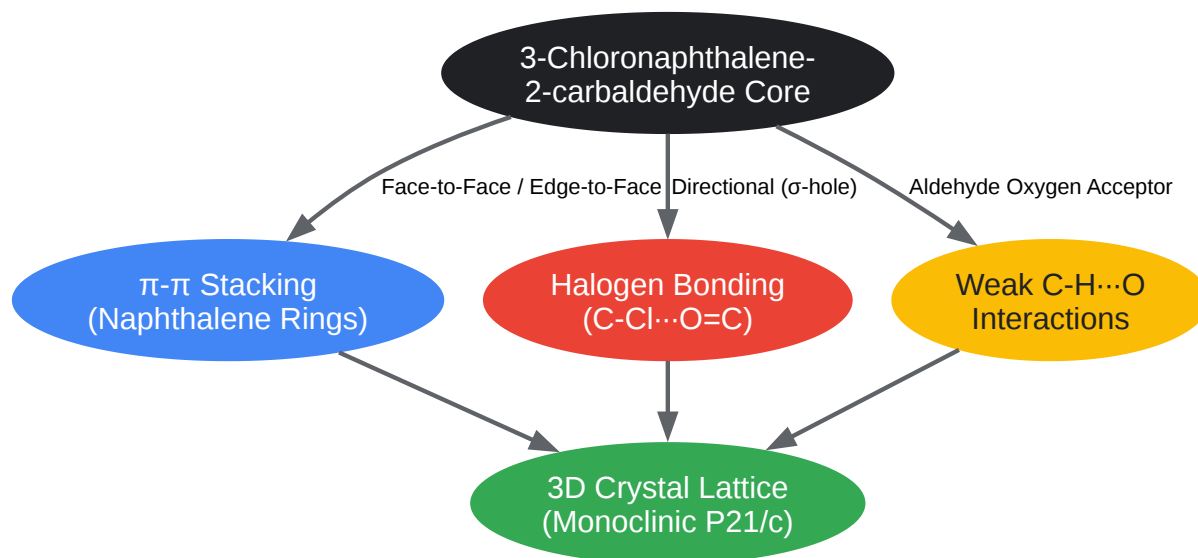 3-Chloronaphthalene-
2-carbaldehyde Core
Face-to-Face / Edge-to-Face
Directional (σ-hole)
Aldehyde Oxygen Acceptor
π-π Stacking
(Naphthalene Rings)
Halogen Bonding
(C-Cl···O=C)
Weak C-H···O
Interactions
3D Crystal Lattice
(Monoclinic P21/c)